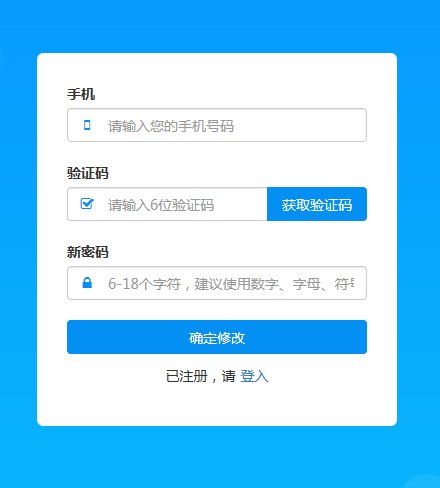 手机
请输入您的手机号码
验证码
请输入6位验证码
获取验证码
新密码
6-18个字符，建议使用数字、字母、符
确定修改
已注册，请 登入